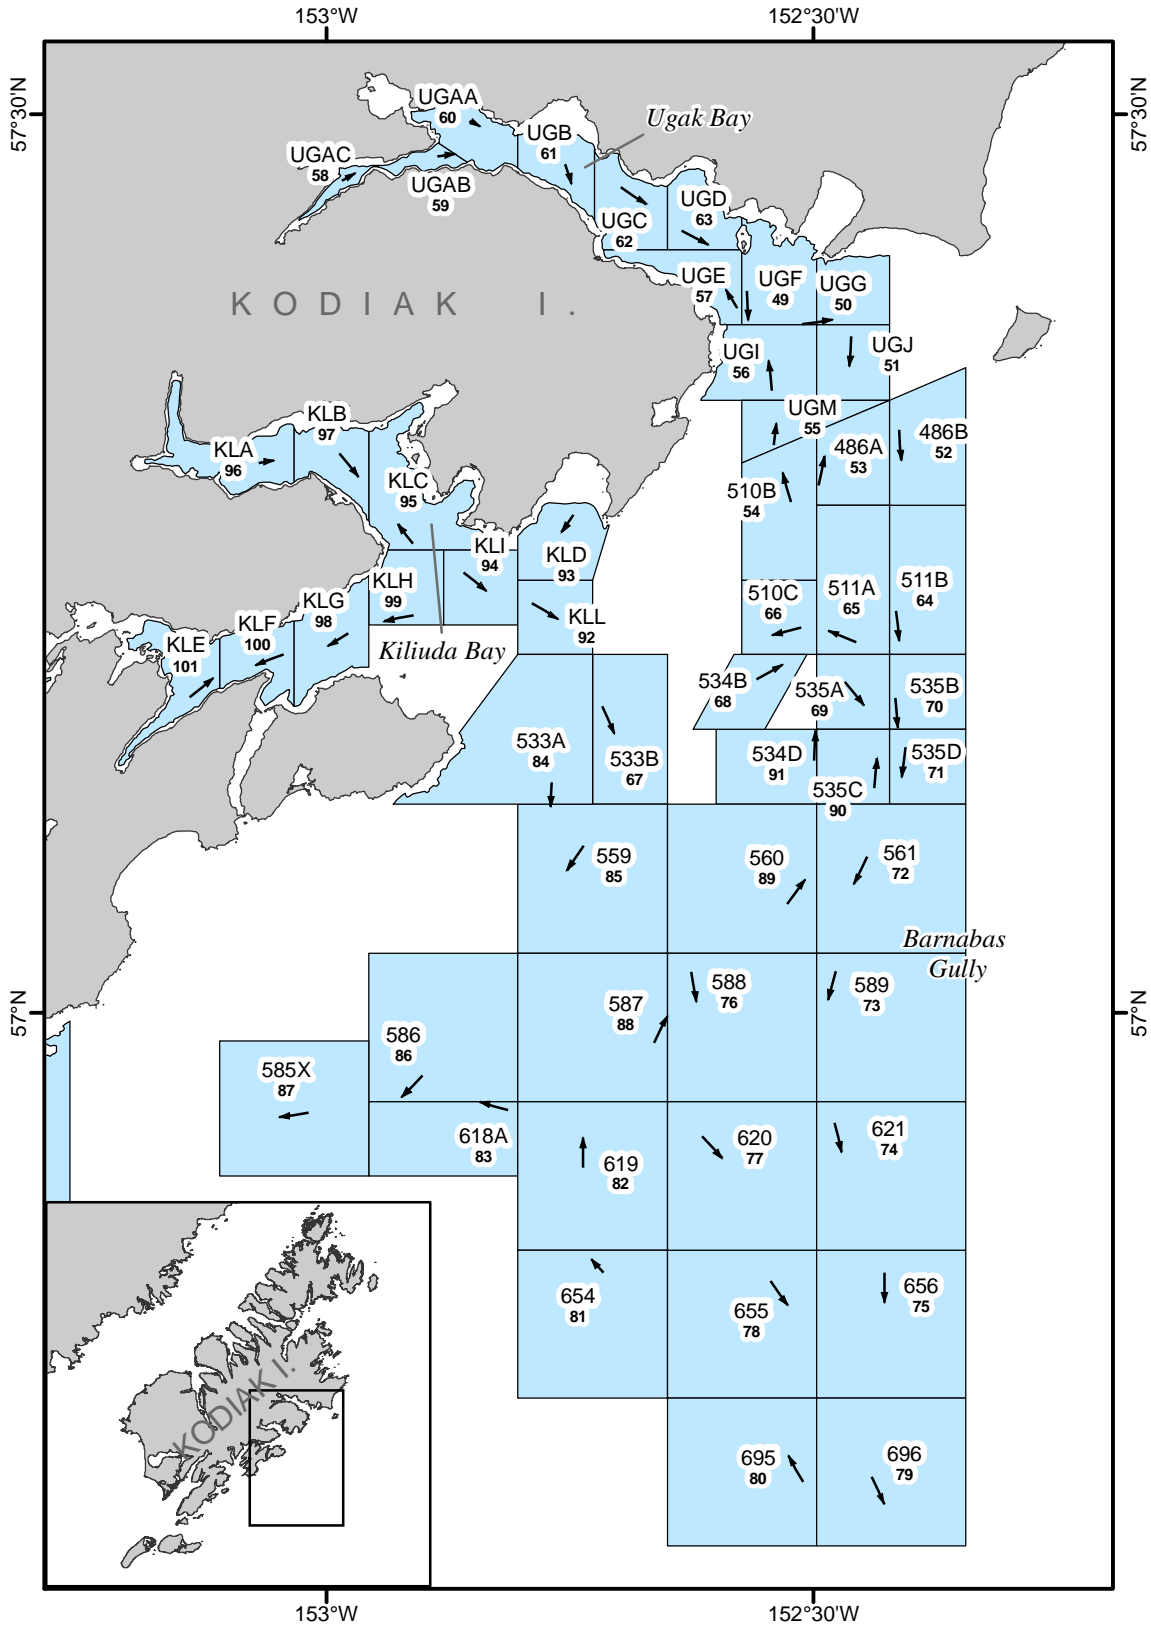 153°W
152°30'W
57°30'N
57°30'N
UGAA
60
Ugak Bay
UGB
61
UGAC
58
UGAB
59
UGD
63
UGC
62
UGE
57
UGF
49
UGG
50
KODIAK I.
UGI
56
UGJ
51
UGM
55
KLB
97
KLA
96
486A
53
486B
52
KLC
95
510B
54
KLI
94
KLD
93
KLH
99
510C
66
511A
65
511B
64
KLG
98
KLL
92
KLF
100
KLE
101
Kiliuda Bay
534B
68
535A
69
535B
70
533A
84
533B
67
534D
91
535D
71
535C
90
559
85
560
89
561
72
Barnabas
Gully
588
76
589
73
587
88
57°N
57°N
586
86
585X
87
618A
83
619
82
620
77
621
74
654
81
655
78
656
75
KODIAK I.
695
80
696
79
153°W
152°30'W